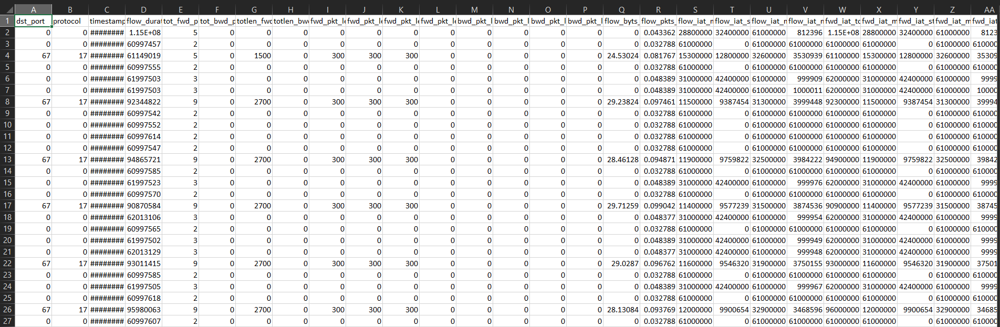 A B C D E F G H I J K L M N O P Q R S T U V W X Y Z AA
1 dst_port protocol timestamp flow_durat tot_fwd_p tot_bwd_p totlen_fwd totlen_bwd fwd_pkt_le fwd_pkt_le fwd_pkt_le fwd_pkt_le bwd_pkt_l bwd_pkt_l bwd_pkt_l bwd_pkt_l flow_byts_ flow_pkts_ flow_iat_m flow_iat_s flow_iat_m flow_iat_m fwd_iat_to fwd_iat_m fwd_iat_st fwd_iat_m fwd_iat
2 0 0 ######## 1.15E+08 5 0 0 0 0 0 0 0 0 0 0 0 0 0.043362 28800000 32400000 61000000 812396 1.15E+08 28800000 32400000 61000000 8123
3 0 0 ######## 60997457 2 0 0 0 0 0 0 0 0 0 0 0 0 0.032788 61000000 0 61000000 61000000 61000000 61000000 0 61000000 610000
4 67 17 ######## 61149019 5 0 1500 0 300 300 300 0 0 0 0 0 24.53024 0.081767 15300000 12800000 32600000 3530939 61100000 15300000 12800000 32600000 35309
5 0 0 ######## 60997555 2 0 0 0 0 0 0 0 0 0 0 0 0 0.032788 61000000 0 61000000 61000000 61000000 61000000 0 61000000 610000
6 0 0 ######## 61997503 3 0 0 0 0 0 0 0 0 0 0 0 0 0.048389 31000000 42400000 61000000 999909 62000000 31000000 42400000 61000000 9999
7 0 0 ######## 61997503 3 0 0 0 0 0 0 0 0 0 0 0 0 0.048389 31000000 42400000 61000000 1000011 62000000 31000000 42400000 61000000 10000
8 67 17 ######## 92344822 9 0 2700 0 300 300 300 0 0 0 0 0 29.23824 0.097461 11500000 9387454 31300000 3999448 92300000 11500000 9387454 31300000 39994
9 0 0 ######## 60997542 2 0 0 0 0 0 0 0 0 0 0 0 0 0.032788 61000000 0 61000000 61000000 61000000 61000000 0 61000000 610000
10 0 0 ######## 60997552 2 0 0 0 0 0 0 0 0 0 0 0 0 0.032788 61000000 0 61000000 61000000 61000000 61000000 0 61000000 610000
11 0 0 ######## 60997614 2 0 0 0 0 0 0 0 0 0 0 0 0 0.032788 61000000 0 61000000 61000000 61000000 61000000 0 61000000 610000
12 0 0 ######## 60997547 2 0 0 0 0 0 0 0 0 0 0 0 0 0.032788 61000000 0 61000000 61000000 61000000 61000000 0 61000000 610000
13 67 17 ######## 94865721 9 0 2700 0 300 300 300 0 0 0 0 0 28.46128 0.094871 11900000 9759822 32500000 3984222 94900000 11900000 9759822 32500000 39842
14 0 0 ######## 60997585 2 0 0 0 0 0 0 0 0 0 0 0 0 0.032788 61000000 0 61000000 61000000 61000000 61000000 0 61000000 610000
15 0 0 ######## 61997523 3 0 0 0 0 0 0 0 0 0 0 0 0 0.048389 31000000 42400000 61000000 999976 62000000 31000000 42400000 61000000 9999
16 0 0 ######## 60997570 2 0 0 0 0 0 0 0 0 0 0 0 0 0.032788 61000000 0 61000000 61000000 61000000 61000000 0 61000000 610000
17 67 17 ######## 90870584 9 0 2700 0 300 300 300 0 0 0 0 0 29.71259 0.099042 11400000 9577239 31500000 3874536 90900000 11400000 9577239 31500000 38745
18 0 0 ######## 62013106 3 0 0 0 0 0 0 0 0 0 0 0 0 0.048377 31000000 42400000 61000000 999954 62000000 31000000 42400000 61000000 9999
19 0 0 ######## 60997565 2 0 0 0 0 0 0 0 0 0 0 0 0 0.032788 61000000 0 61000000 61000000 61000000 61000000 0 61000000 610000
20 0 0 ######## 61997502 3 0 0 0 0 0 0 0 0 0 0 0 0 0.048389 31000000 42400000 61000000 999949 62000000 31000000 42400000 61000000 9999
21 0 0 ######## 62013129 3 0 0 0 0 0 0 0 0 0 0 0 0 0.048377 31000000 42400000 61000000 999948 62000000 31000000 42400000 61000000 9999
22 67 17 ######## 93011415 9 0 2700 0 300 300 300 0 0 0 0 0 29.0287 0.096762 11600000 9546320 31900000 3750155 93000000 11600000 9546320 31900000 37501
23 0 0 ######## 60997585 2 0 0 0 0 0 0 0 0 0 0 0 0 0.032788 61000000 0 61000000 61000000 61000000 61000000 0 61000000 610000
24 0 0 ######## 61997505 3 0 0 0 0 0 0 0 0 0 0 0 0 0.048389 31000000 42400000 61000000 999967 62000000 31000000 42400000 61000000 9999
25 0 0 ######## 60997618 2 0 0 0 0 0 0 0 0 0 0 0 0 0.032788 61000000 0 61000000 61000000 61000000 61000000 0 61000000 610000
26 67 17 ######## 95980063 9 0 2700 0 300 300 300 0 0 0 0 0 28.13084 0.093769 12000000 9900654 32900000 3468596 96000000 12000000 9900654 32900000 34685
27 0 0 ######## 60997607 2 0 0 0 0 0 0 0 0 0 0 0 0 0.032788 61000000 0 61000000 61000000 61000000 61000000 0 61000000 610000